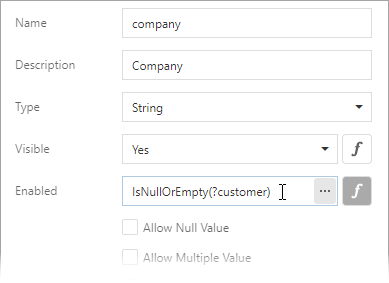 Name company
Description Company
Type String
Visible Yes f
Enabled IsNullOrEmpty(?customer) ... f
Allow Null Value
Allow Multiple Value